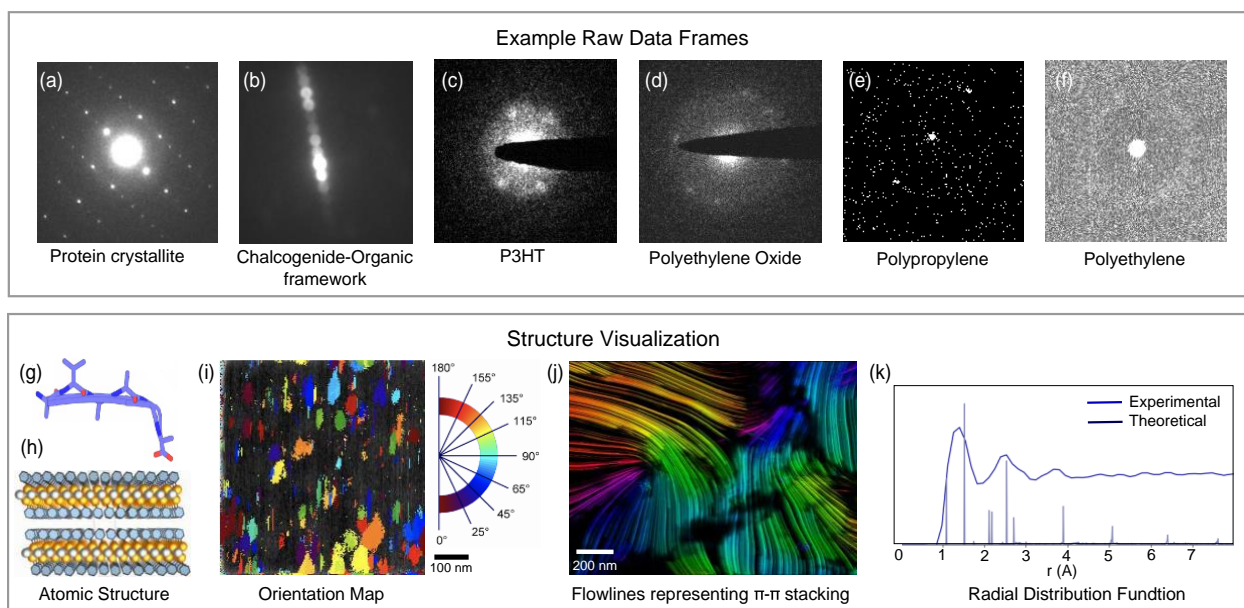 Example Raw Data Frames
(a) (b) (c) (d) (e) (f)
Protein crystallite
Chalcogenide-Organic
framework
P3HT
Polyethylene Oxide
Polypropylene
Polyethylene
Structure Visualization
(g)
(h)
Atomic Structure
(i)
180°
155°
135°
115°
90°
65°
45°
25°
0°
100 nm
Orientation Map
(j)
200 nm
Flowlines representing π-π stacking
(k)
Experimental
Theoretical
0 1 2 3 4 5 6 7
r (A)
Radial Distribution Fundtion